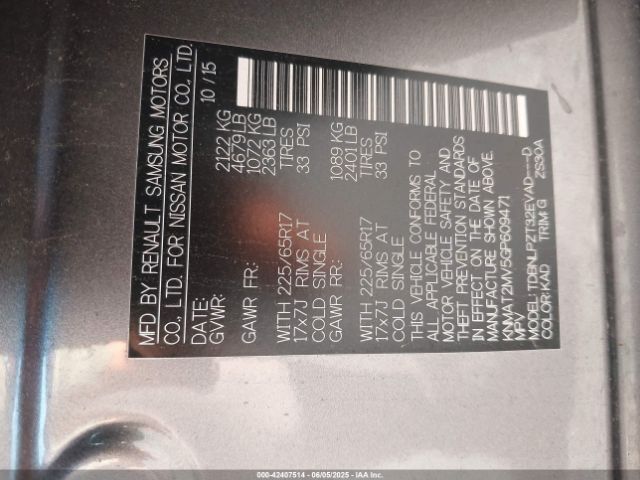 MFD BY RENAULT SAMSUNG MOTORS
CO., LTD. FOR NISSAN MOTOR CO., LTD.
DATE: 10 / 15
GVWR: 2122 KG
4679 LB
GAWR FR: 1072 KG
2363 LB
WITH 225/65R17 TIRES
17x7J RIMS AT 33 PSI
COLD SINGLE
GAWR RR: 1089 KG
2401 LB
WITH 225/65R17 TIRES
17x7J RIMS AT 33 PSI
COLD SINGLE
THIS VEHICLE CONFORMS TO
ALL APPLICABLE FEDERAL
MOTOR VEHICLE SAFETY AND
THEFT PREVENTION STANDARDS
IN EFFECT ON THE DATE OF
MANUFACTURE SHOWN ABOVE.
KNMAT2MV5GP609471
MPV
MODEL: TDBNLPZT32EVAD----D
COLOR: KAD TRIM: G ZS30A
000-42407514 - 06/05/2025 - IAA Inc.